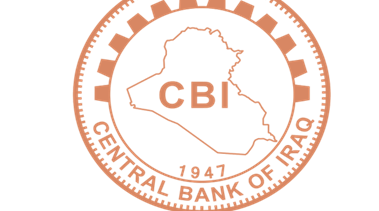 CBI
1947
CENTRAL BANK OF IRAQ